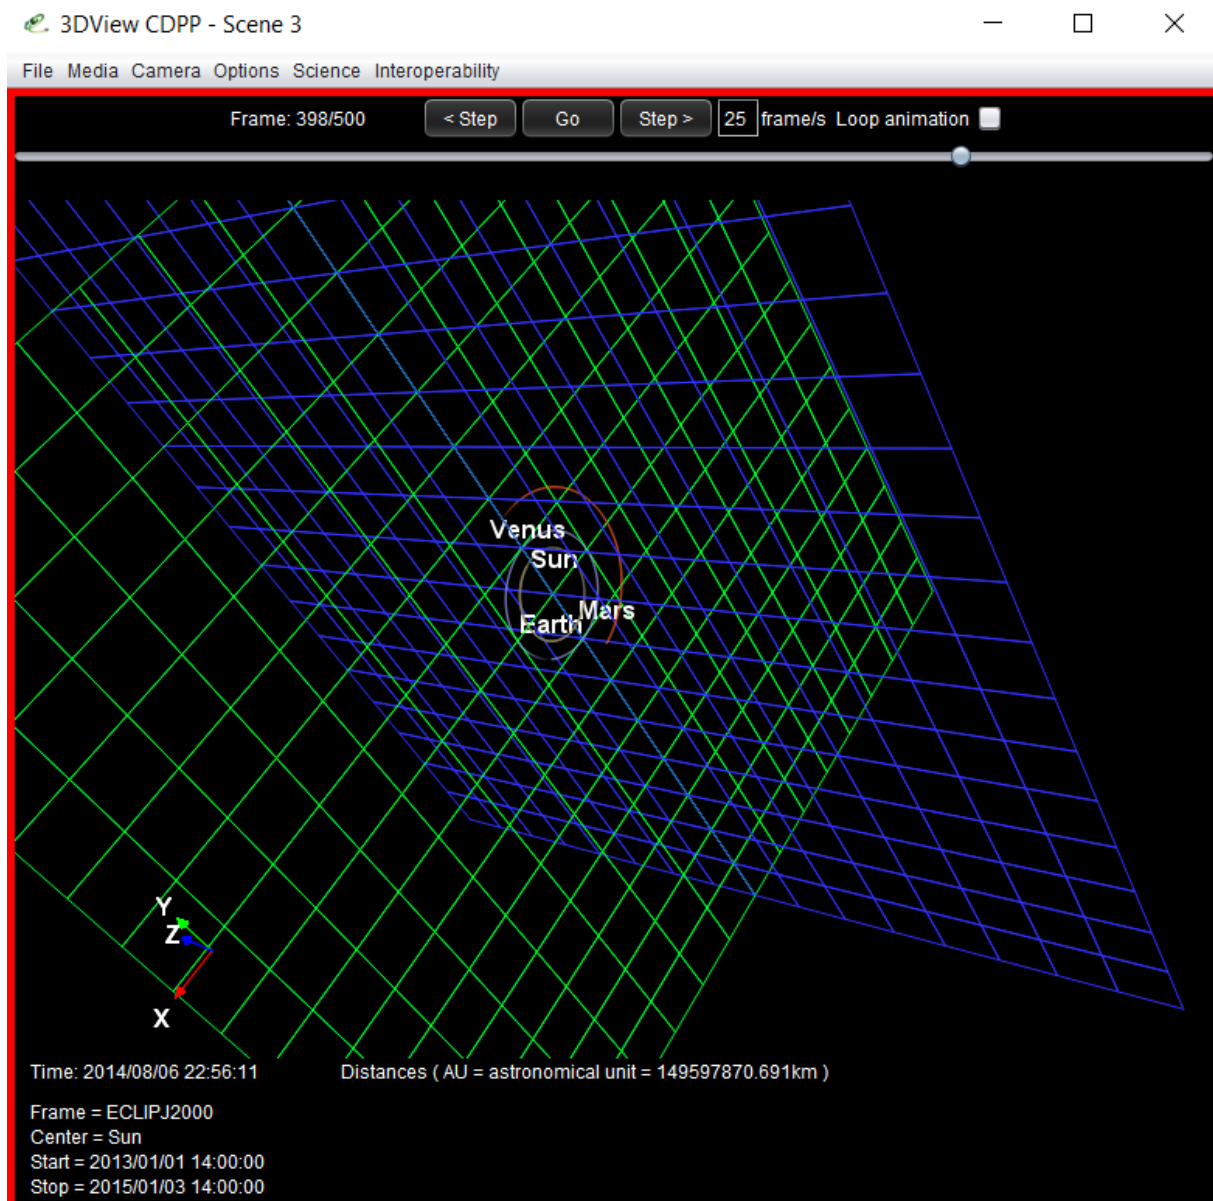 3DView CDPP - Scene 3
File Media Camera Options Science Interoperability
Frame: 398/500 < Step Go Step > 25 frame/s Loop animation
Venus
Sun
Mars
Earth
Y
Z
X
Time: 2014/08/06 22:56:11 Distances ( AU = astronomical unit = 149597870.691km )
Frame = ECLIPJ2000
Center = Sun
Start = 2013/01/01 14:00:00
Stop = 2015/01/03 14:00:00